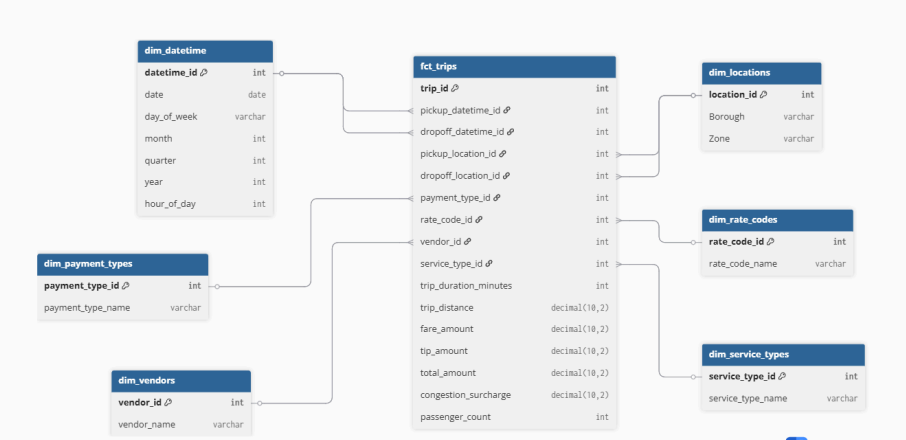 dim_datetime
datetime_id int
date date
day_of_week varchar
month int
quarter int
year int
hour_of_day int
dim_payment_types
payment_type_id int
payment_type_name varchar
dim_vendors
vendor_id int
vendor_name varchar
fct_trips
trip_id int
pickup_datetime_id int
dropoff_datetime_id int
pickup_location_id int
dropoff_location_id int
payment_type_id int
rate_code_id int
vendor_id int
service_type_id int
trip_duration_minutes int
trip_distance decimal(10,2)
fare_amount decimal(10,2)
tip_amount decimal(10,2)
total_amount decimal(10,2)
congestion_surcharge decimal(10,2)
passenger_count int
dim_locations
location_id int
Borough varchar
Zone varchar
dim_rate_codes
rate_code_id int
rate_code_name varchar
dim_service_types
service_type_id int
service_type_name varchar